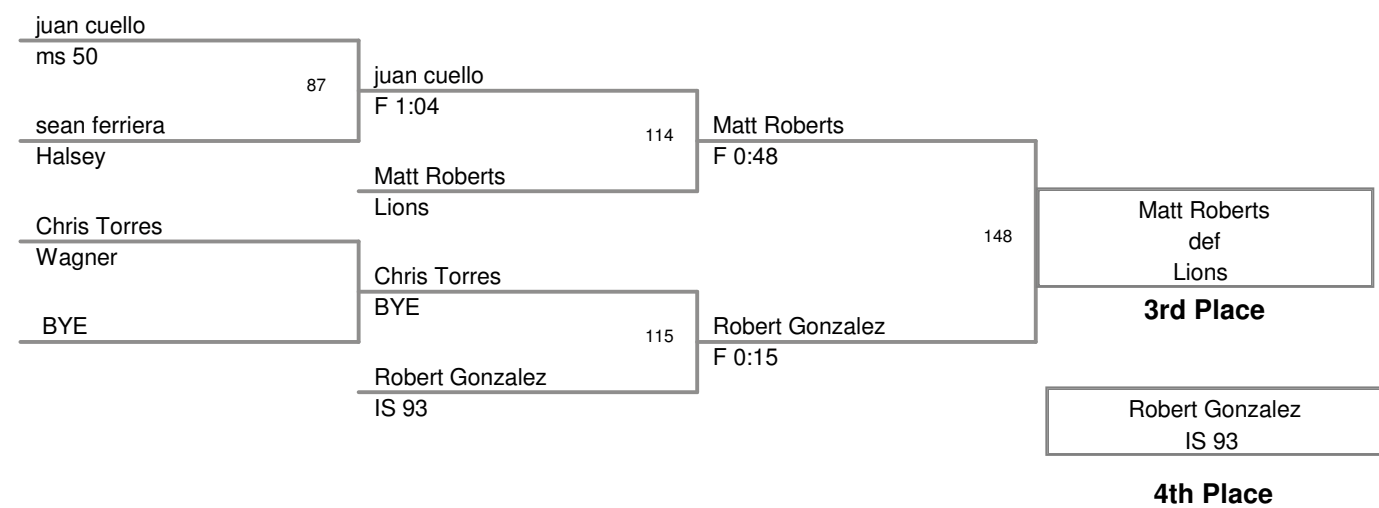 juan cuello
ms 50
87
sean ferriera
Halsey
Chris Torres
Wagner
BYE
juan cuello
F 1:04
114
Matt Roberts
Lions
Chris Torres
BYE
115
Robert Gonzalez
IS 93
Matt Roberts
F 0:48
148
Robert Gonzalez
F 0:15
Matt Roberts
def
Lions
3rd Place
Robert Gonzalez
IS 93
4th Place